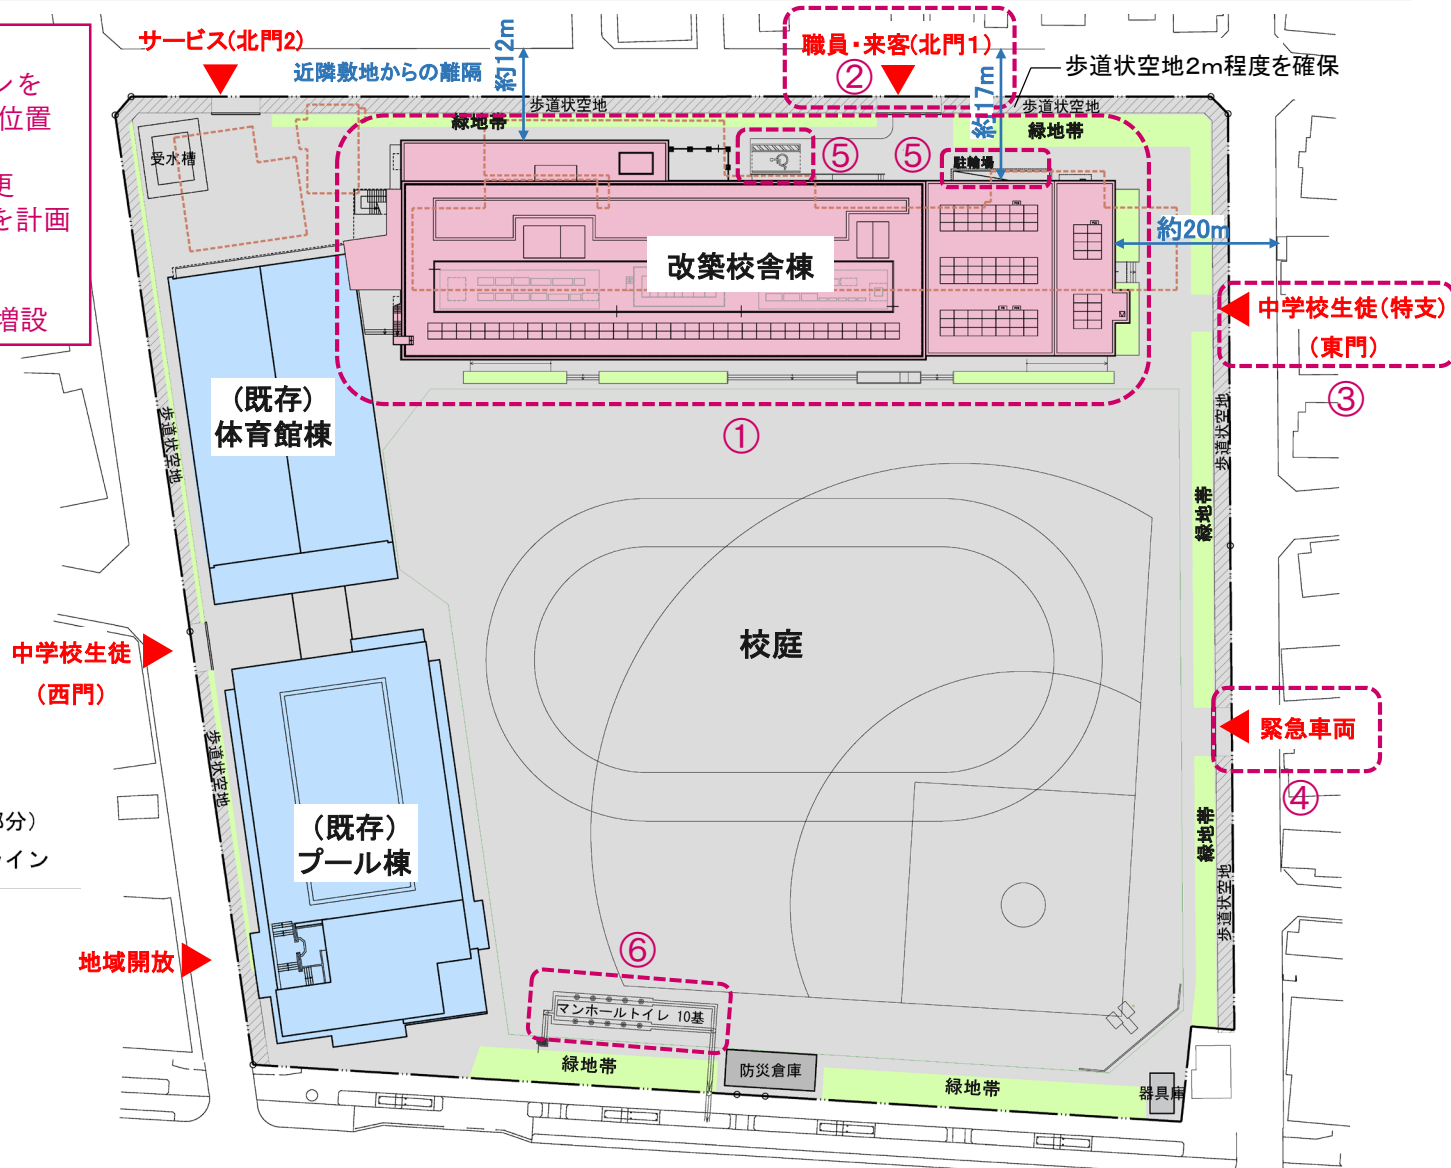 サービス(北門2)
近隣敷地からの離隔
約12m
職員・来客(北門1)
②
約17m
歩道状空地2m程度を確保
ンを
位置
更
を計画
増設
歩道状空地
歩道状空地
緑地帯
緑地帯
受水槽
⑤
⑤
駐輪場
改築校舎棟
約20m
中学校生徒(特支)
(東門)
③
①
(既存)
体育館棟
歩道状空地
歩道状空地
緑地帯
校庭
中学校生徒
(西門)
緊急車両
④
歩道状空地
部分)
ライン
(既存)
プール棟
緑地帯
歩道状空地
地域開放
⑥
マンホールトイレ 10基
緑地帯
防災倉庫
緑地帯
器具庫